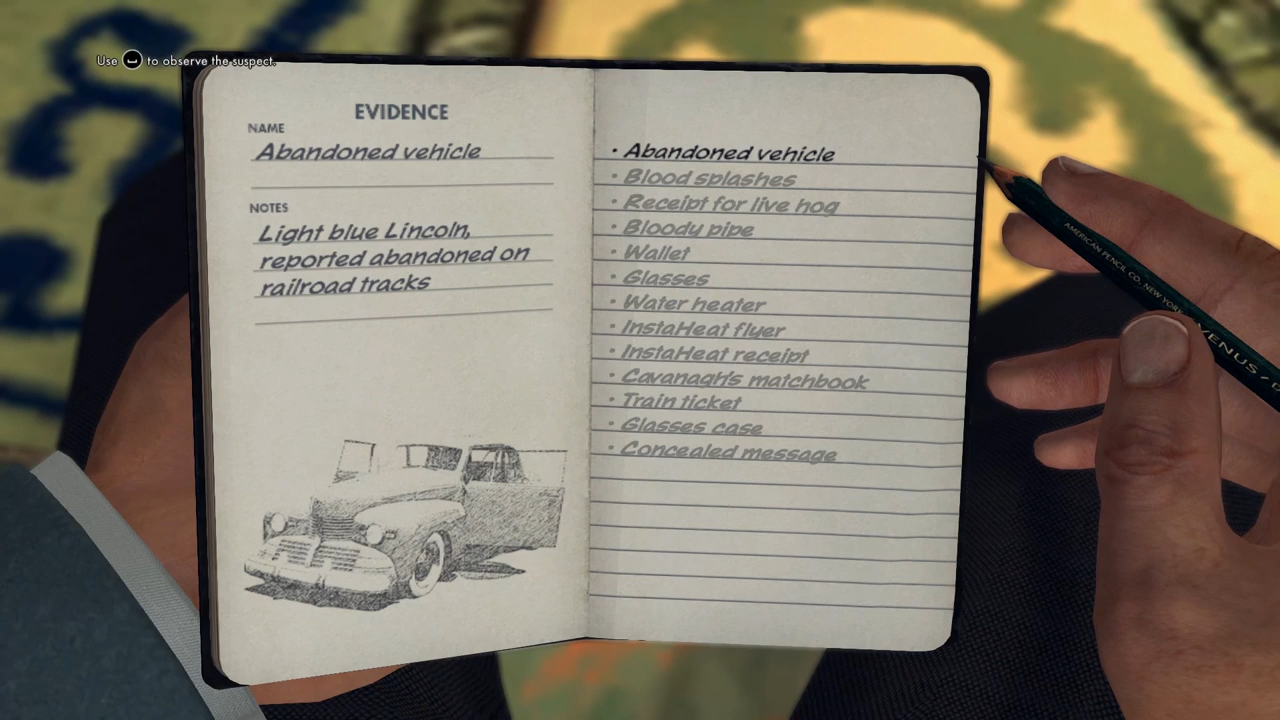 Use to observe the suspect.
EVIDENCE
NAME
Abandoned vehicle
NOTES
Light blue Lincoln,
reported abandoned on
railroad tracks
• Abandoned vehicle
• Blood splashes
• Receipt for live hog
• Bloody pipe
• Wallet
• Glasses
• Water heater
• InstaHeat flyer
• InstaHeat receipt
• Cavanagh's matchbook
• Train ticket
• Glasses case
• Concealed message
AMERICAN PENCIL CO. NEW YORK
VENUS